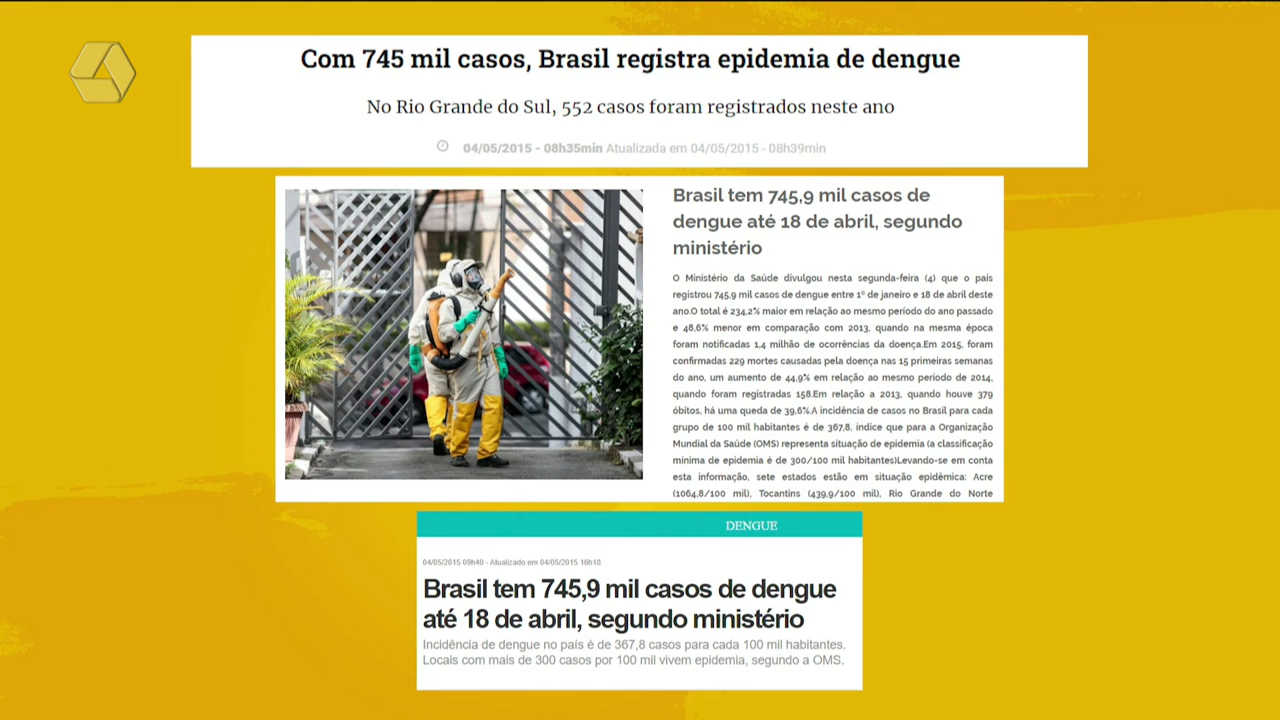 Com 745 mil casos, Brasil registra epidemia de dengue
No Rio Grande do Sul, 552 casos foram registrados neste ano
04/05/2015 - 08h35min Atualizada em 04/05/2015 - 08h39min
Brasil tem 745,9 mil casos de
dengue até 18 de abril, segundo
ministério
O Ministério da Saúde divulgou nesta segunda-feira (4) que o país
registrou 745,9 mil casos de dengue entre 1º de janeiro e 18 de abril deste
ano.O total é 234,2% maior em relação ao mesmo período do ano passado
e 48,6% menor em comparação com 2013, quando na mesma época
foram notificadas 1,4 milhão de ocorrências da doença.Em 2015, foram
confirmadas 229 mortes causadas pela doença nas 15 primeiras semanas
do ano, um aumento de 44,9% em relação ao mesmo período de 2014,
quando foram registradas 158.Em relação a 2013, quando houve 379
óbitos, há uma queda de 39,6%.A incidência de casos no Brasil para cada
grupo de 100 mil habitantes é de 367,8, índice que para a Organização
Mundial da Saúde (OMS) representa situação de epidemia (a classificação
mínima de epidemia é de 300/100 mil habitantes)Levando-se em conta
esta informação, sete estados estão em situação epidêmica: Acre
(1064,8/100 mil), Tocantins (439,9/100 mil), Rio Grande do Norte
DENGUE
04/05/2015 09h40 - Atualizado em 04/05/2015 16h18
Brasil tem 745,9 mil casos de dengue
até 18 de abril, segundo ministério
Incidência de dengue no país é de 367,8 casos para cada 100 mil habitantes.
Locais com mais de 300 casos por 100 mil vivem epidemia, segundo a OMS.